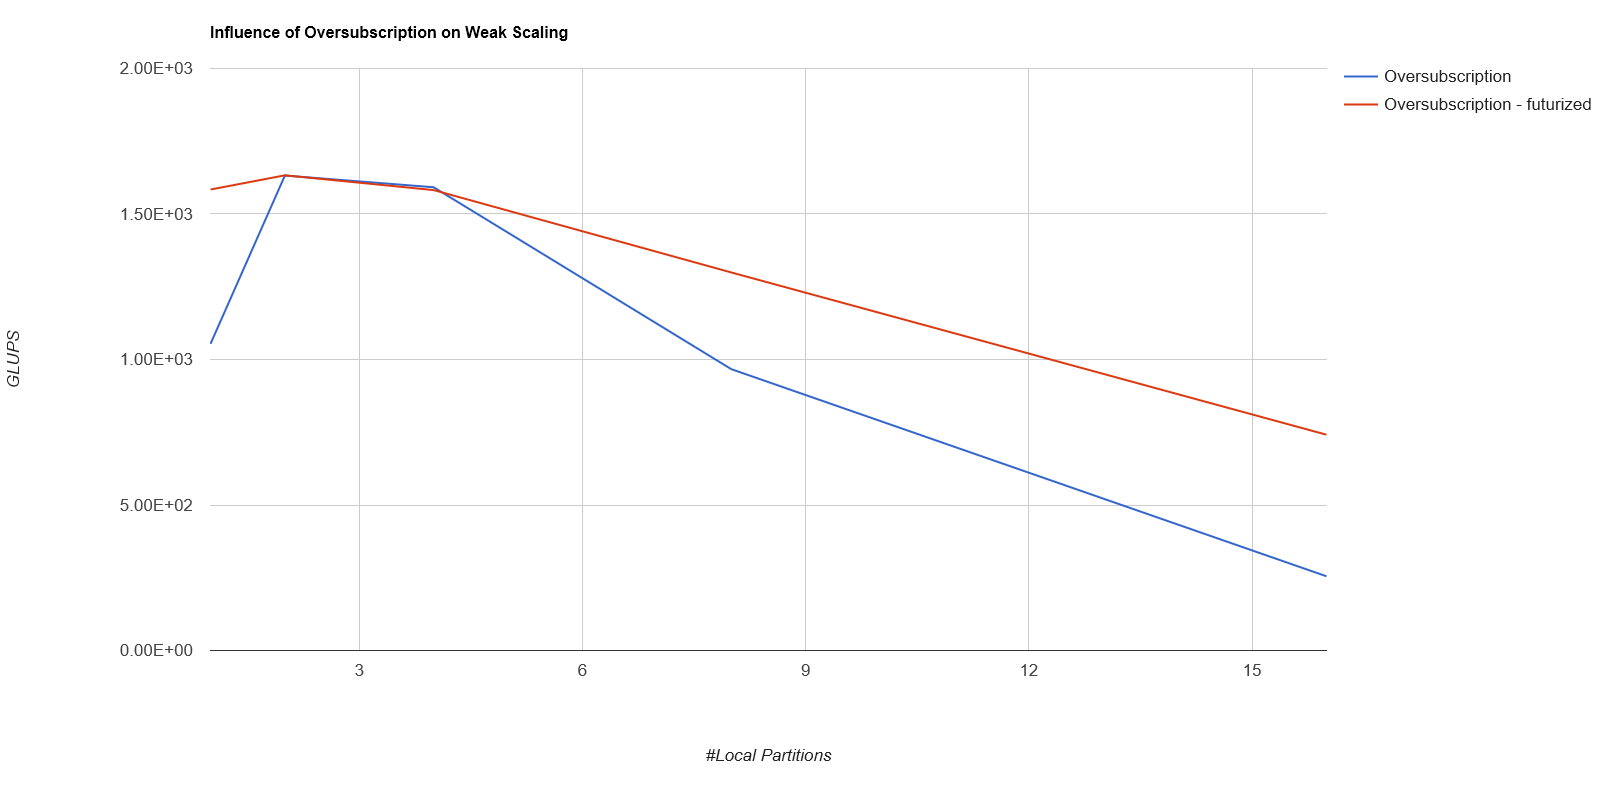 Influence of Oversubscription on Weak Scaling
2.00E+03
1.50E+03
1.00E+03
5.00E+02
0.00E+00
GLUPS
3
6
9
12
15
#Local Partitions
Oversubscription
Oversubscription - futurized